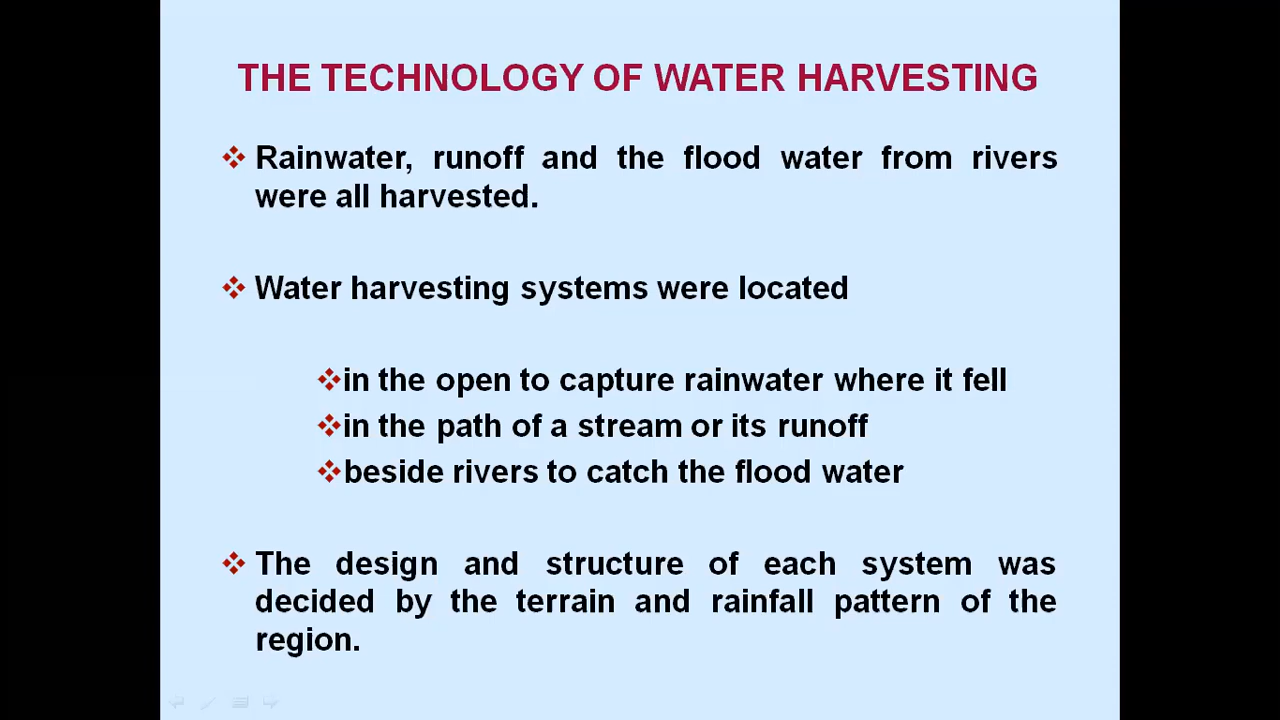 THE TECHNOLOGY OF WATER HARVESTING
Rainwater, runoff and the flood water from rivers
were all harvested.
Water harvesting systems were located
in the open to capture rainwater where it fell
in the path of a stream or its runoff
beside rivers to catch the flood water
The design and structure of each system was
decided by the terrain and rainfall pattern of the
region.